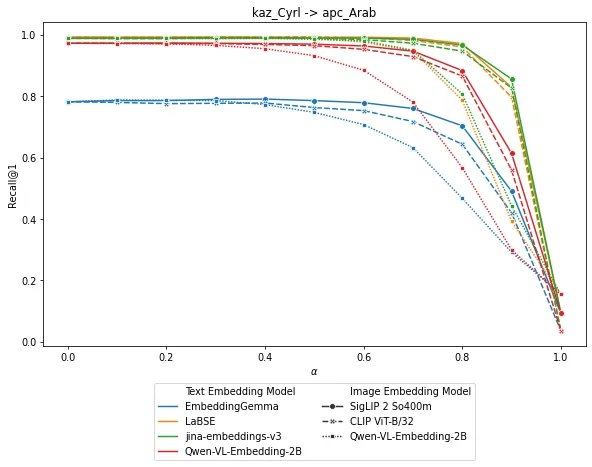 kaz_Cyrl -> apc_Arab
Recall@1
1.0
0.8
0.6
0.4
0.2
0.0
0.0 0.2 0.4 0.6 0.8 1.0
α
Text Embedding Model
EmbeddingGemma
LaBSE
jina-embeddings-v3
Qwen-VL-Embedding-2B
Image Embedding Model
SigLIP 2 So400m
CLIP ViT-B/32
Qwen-VL-Embedding-2B